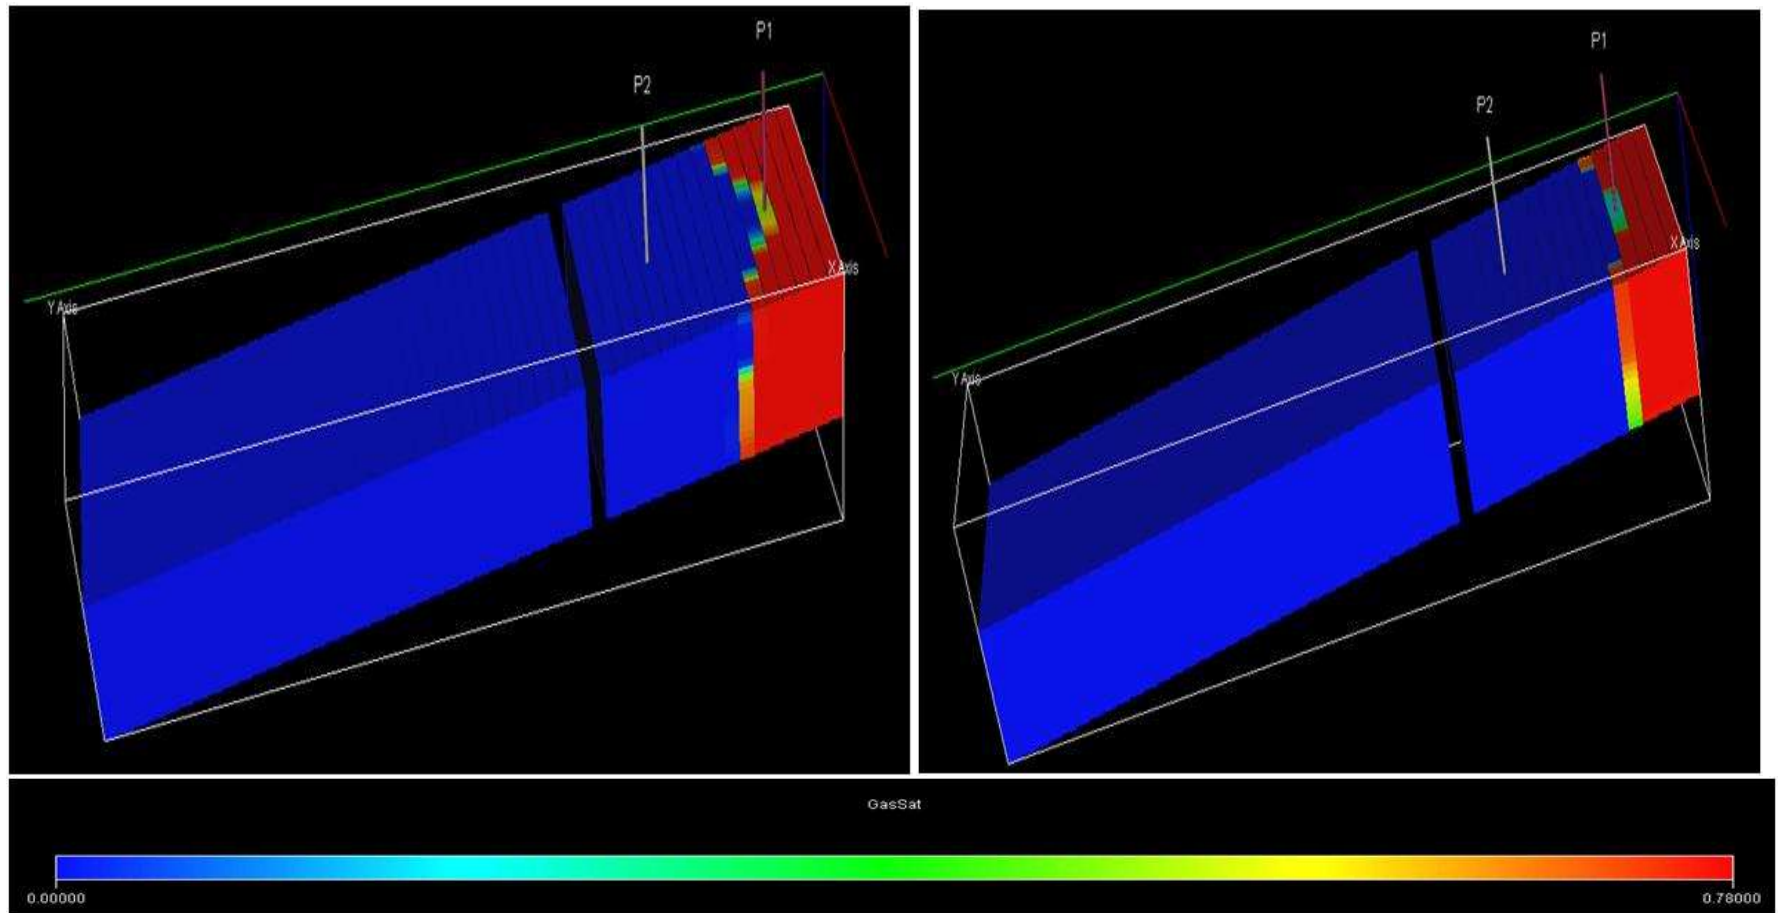 P1
P2
X Axis
Y Axis
P1
P2
X Axis
Y Axis
GasSat
0.00000
0.78000